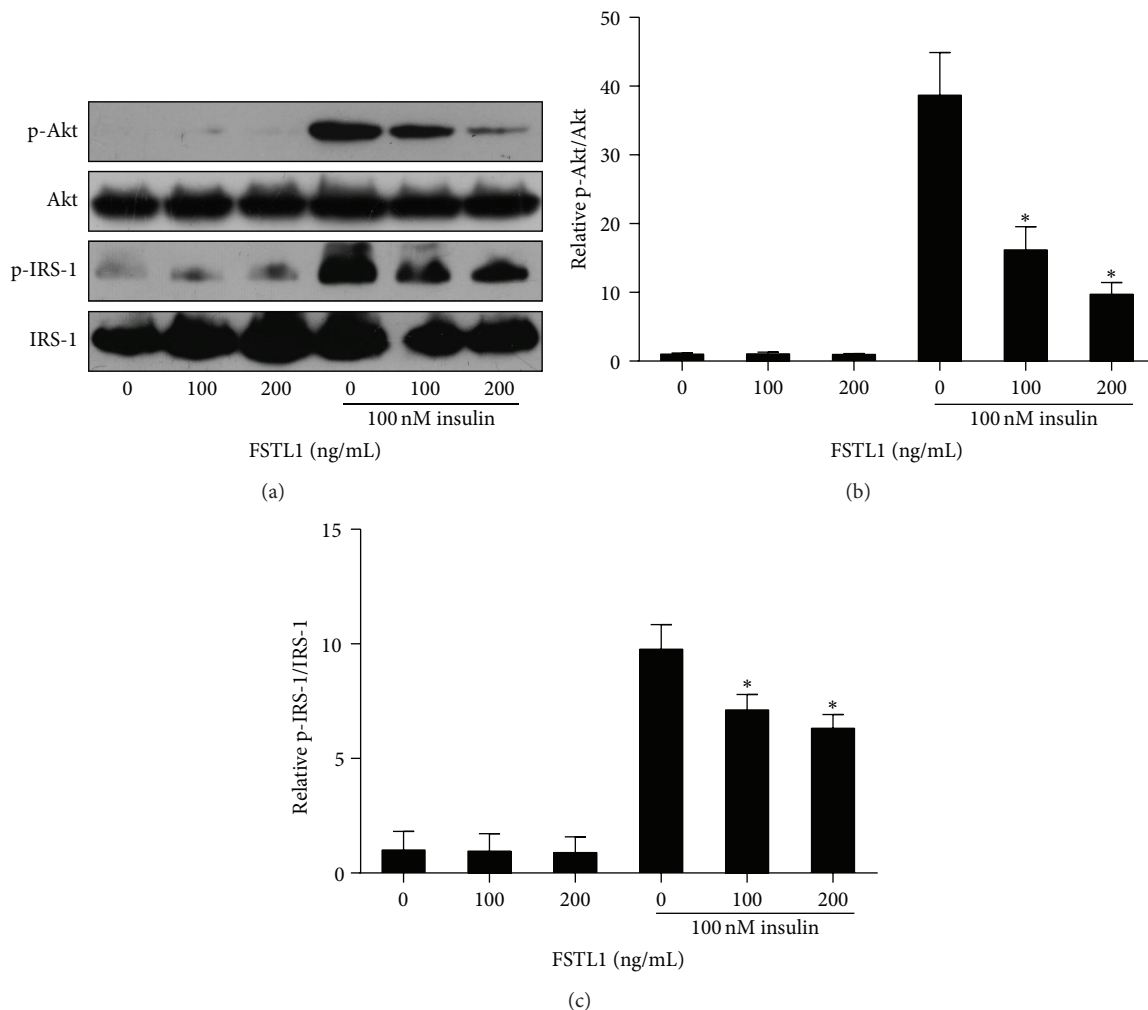 p-Akt
Akt
p-IRS-1
IRS-1
0 100 200 0 100 200
100 nM insulin
FSTL1 (ng/mL)
(a)
Relative p-Akt/Akt
50
40
30
20
10
0
* *
0 100 200 0 100 200
100 nM insulin
FSTL1 (ng/mL)
(b)
Relative p-IRS-1/IRS-1
15
10
5
0
* *
0 100 200 0 100 200
100 nM insulin
FSTL1 (ng/mL)
(c)